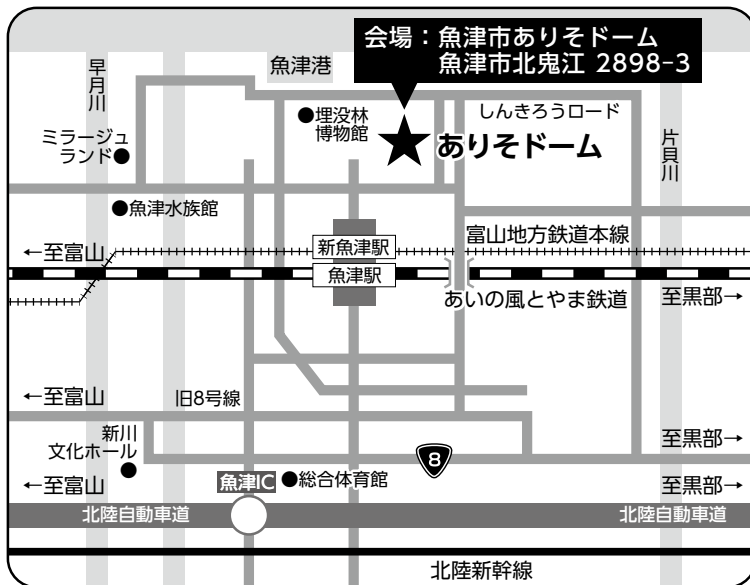 会場：魚津市ありそドーム
魚津市北鬼江 2898-3
魚津港
早月川
しんきろうロード
埋没林
博物館
ありそドーム
ミラージュ
ランド
片貝川
魚津水族館
富山地方鉄道本線
新魚津駅
←至富山
魚津駅
あいの風とやま鉄道
至黒部→
←至富山
旧8号線
新川
文化ホール
8
至黒部→
←至富山
魚津IC
総合体育館
至黒部→
北陸自動車道
北陸自動車道
北陸新幹線